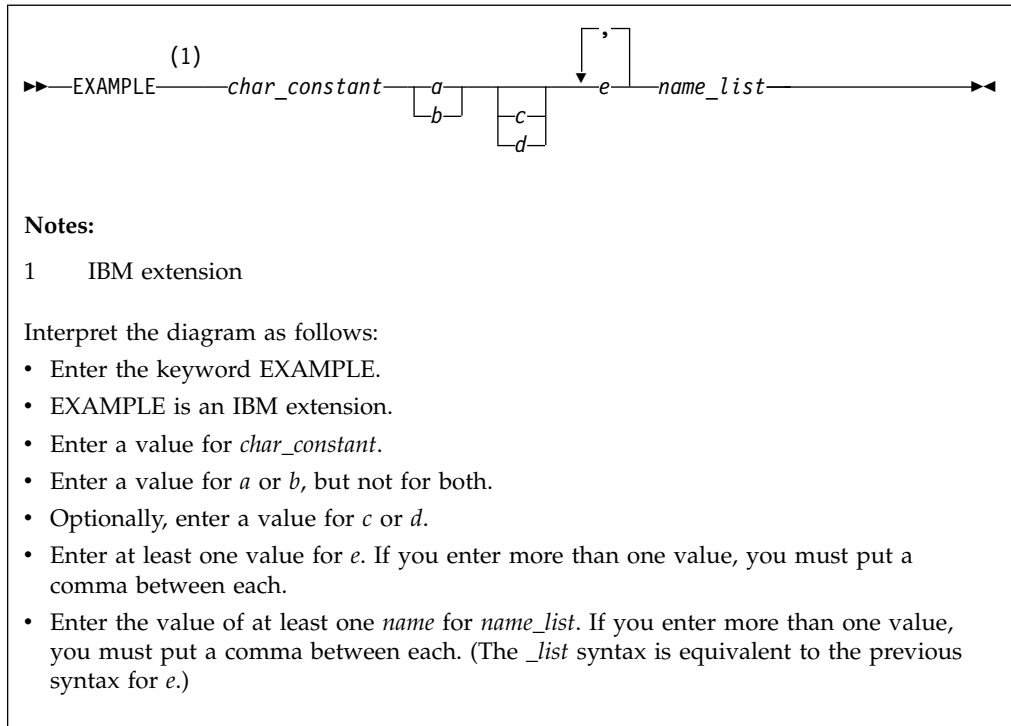 ,
(1)
EXAMPLE char_constant a e name_list
b c
d
Notes:
1 IBM extension
Interpret the diagram as follows:
• Enter the keyword EXAMPLE.
• EXAMPLE is an IBM extension.
• Enter a value for char_constant.
• Enter a value for a or b, but not for both.
• Optionally, enter a value for c or d.
• Enter at least one value for e. If you enter more than one value, you must put a
comma between each.
• Enter the value of at least one name for name_list. If you enter more than one value,
you must put a comma between each. (The _list syntax is equivalent to the previous
syntax for e.)